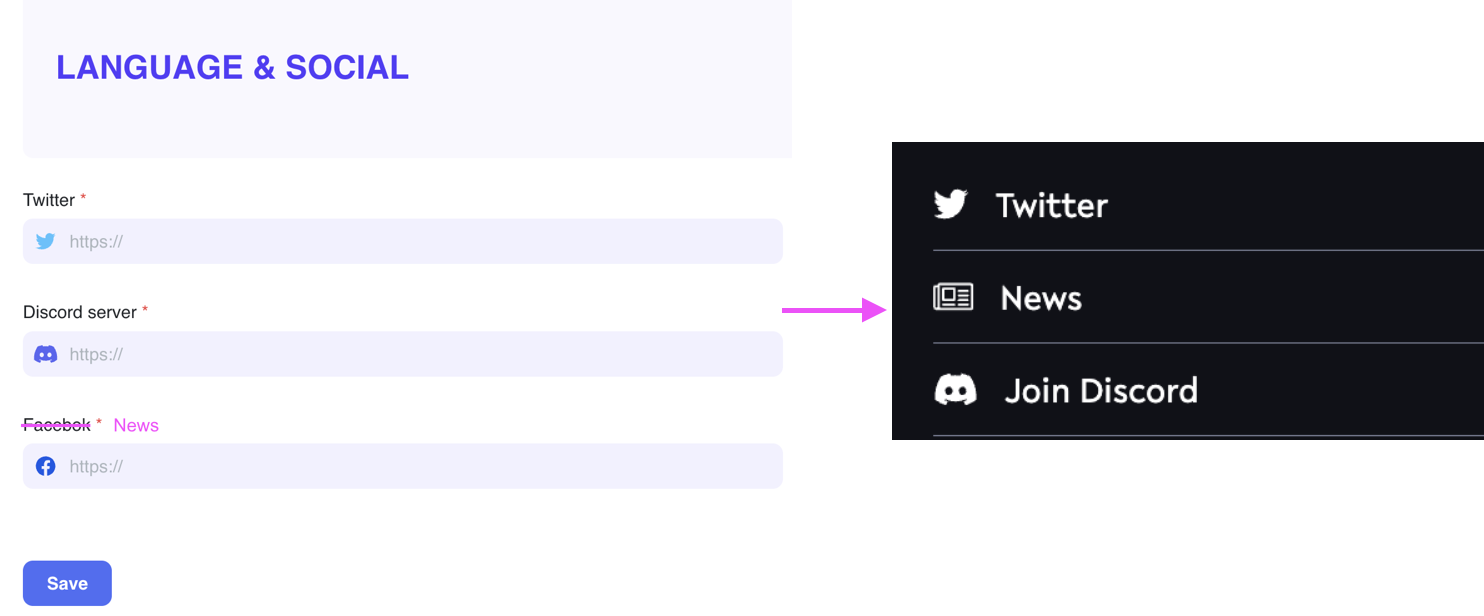 LANGUAGE & SOCIAL
Twitter *
https://
Discord server *
https://
Facebok * News
https://
Save
Twitter
News
Join Discord